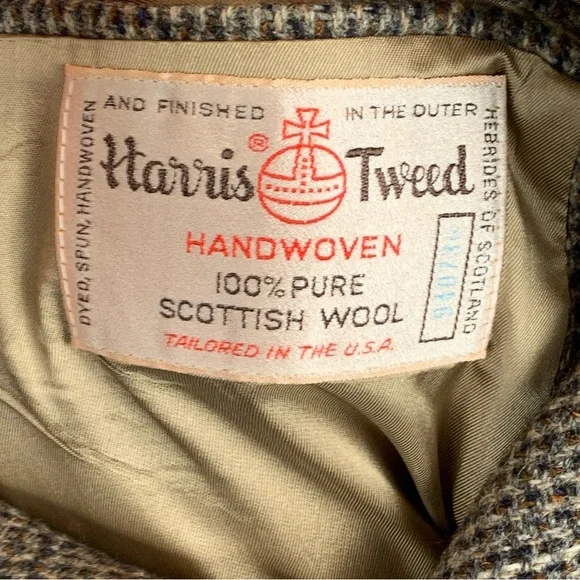 DYED, SPUN, HANDWOVEN
AND FINISHED
IN THE OUTER
HEBRIDES OF SCOTLAND
Harris® Tweed
HANDWOVEN
100% PURE
SCOTTISH WOOL
TAILORED IN THE U.S.A.